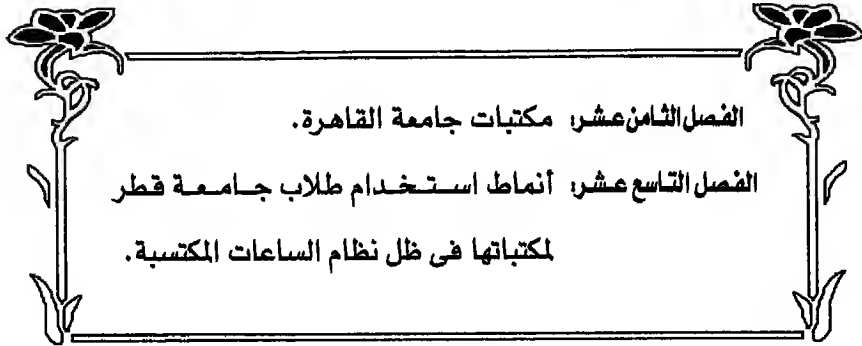 الفصل الثامن عشر: مكتبات جامعة القاهرة.
الفصل التاسع عشر: أنماط استخدام طلاب جامعة قطر
لمكتباتها فى ظل نظام الساعات المكتسبة.